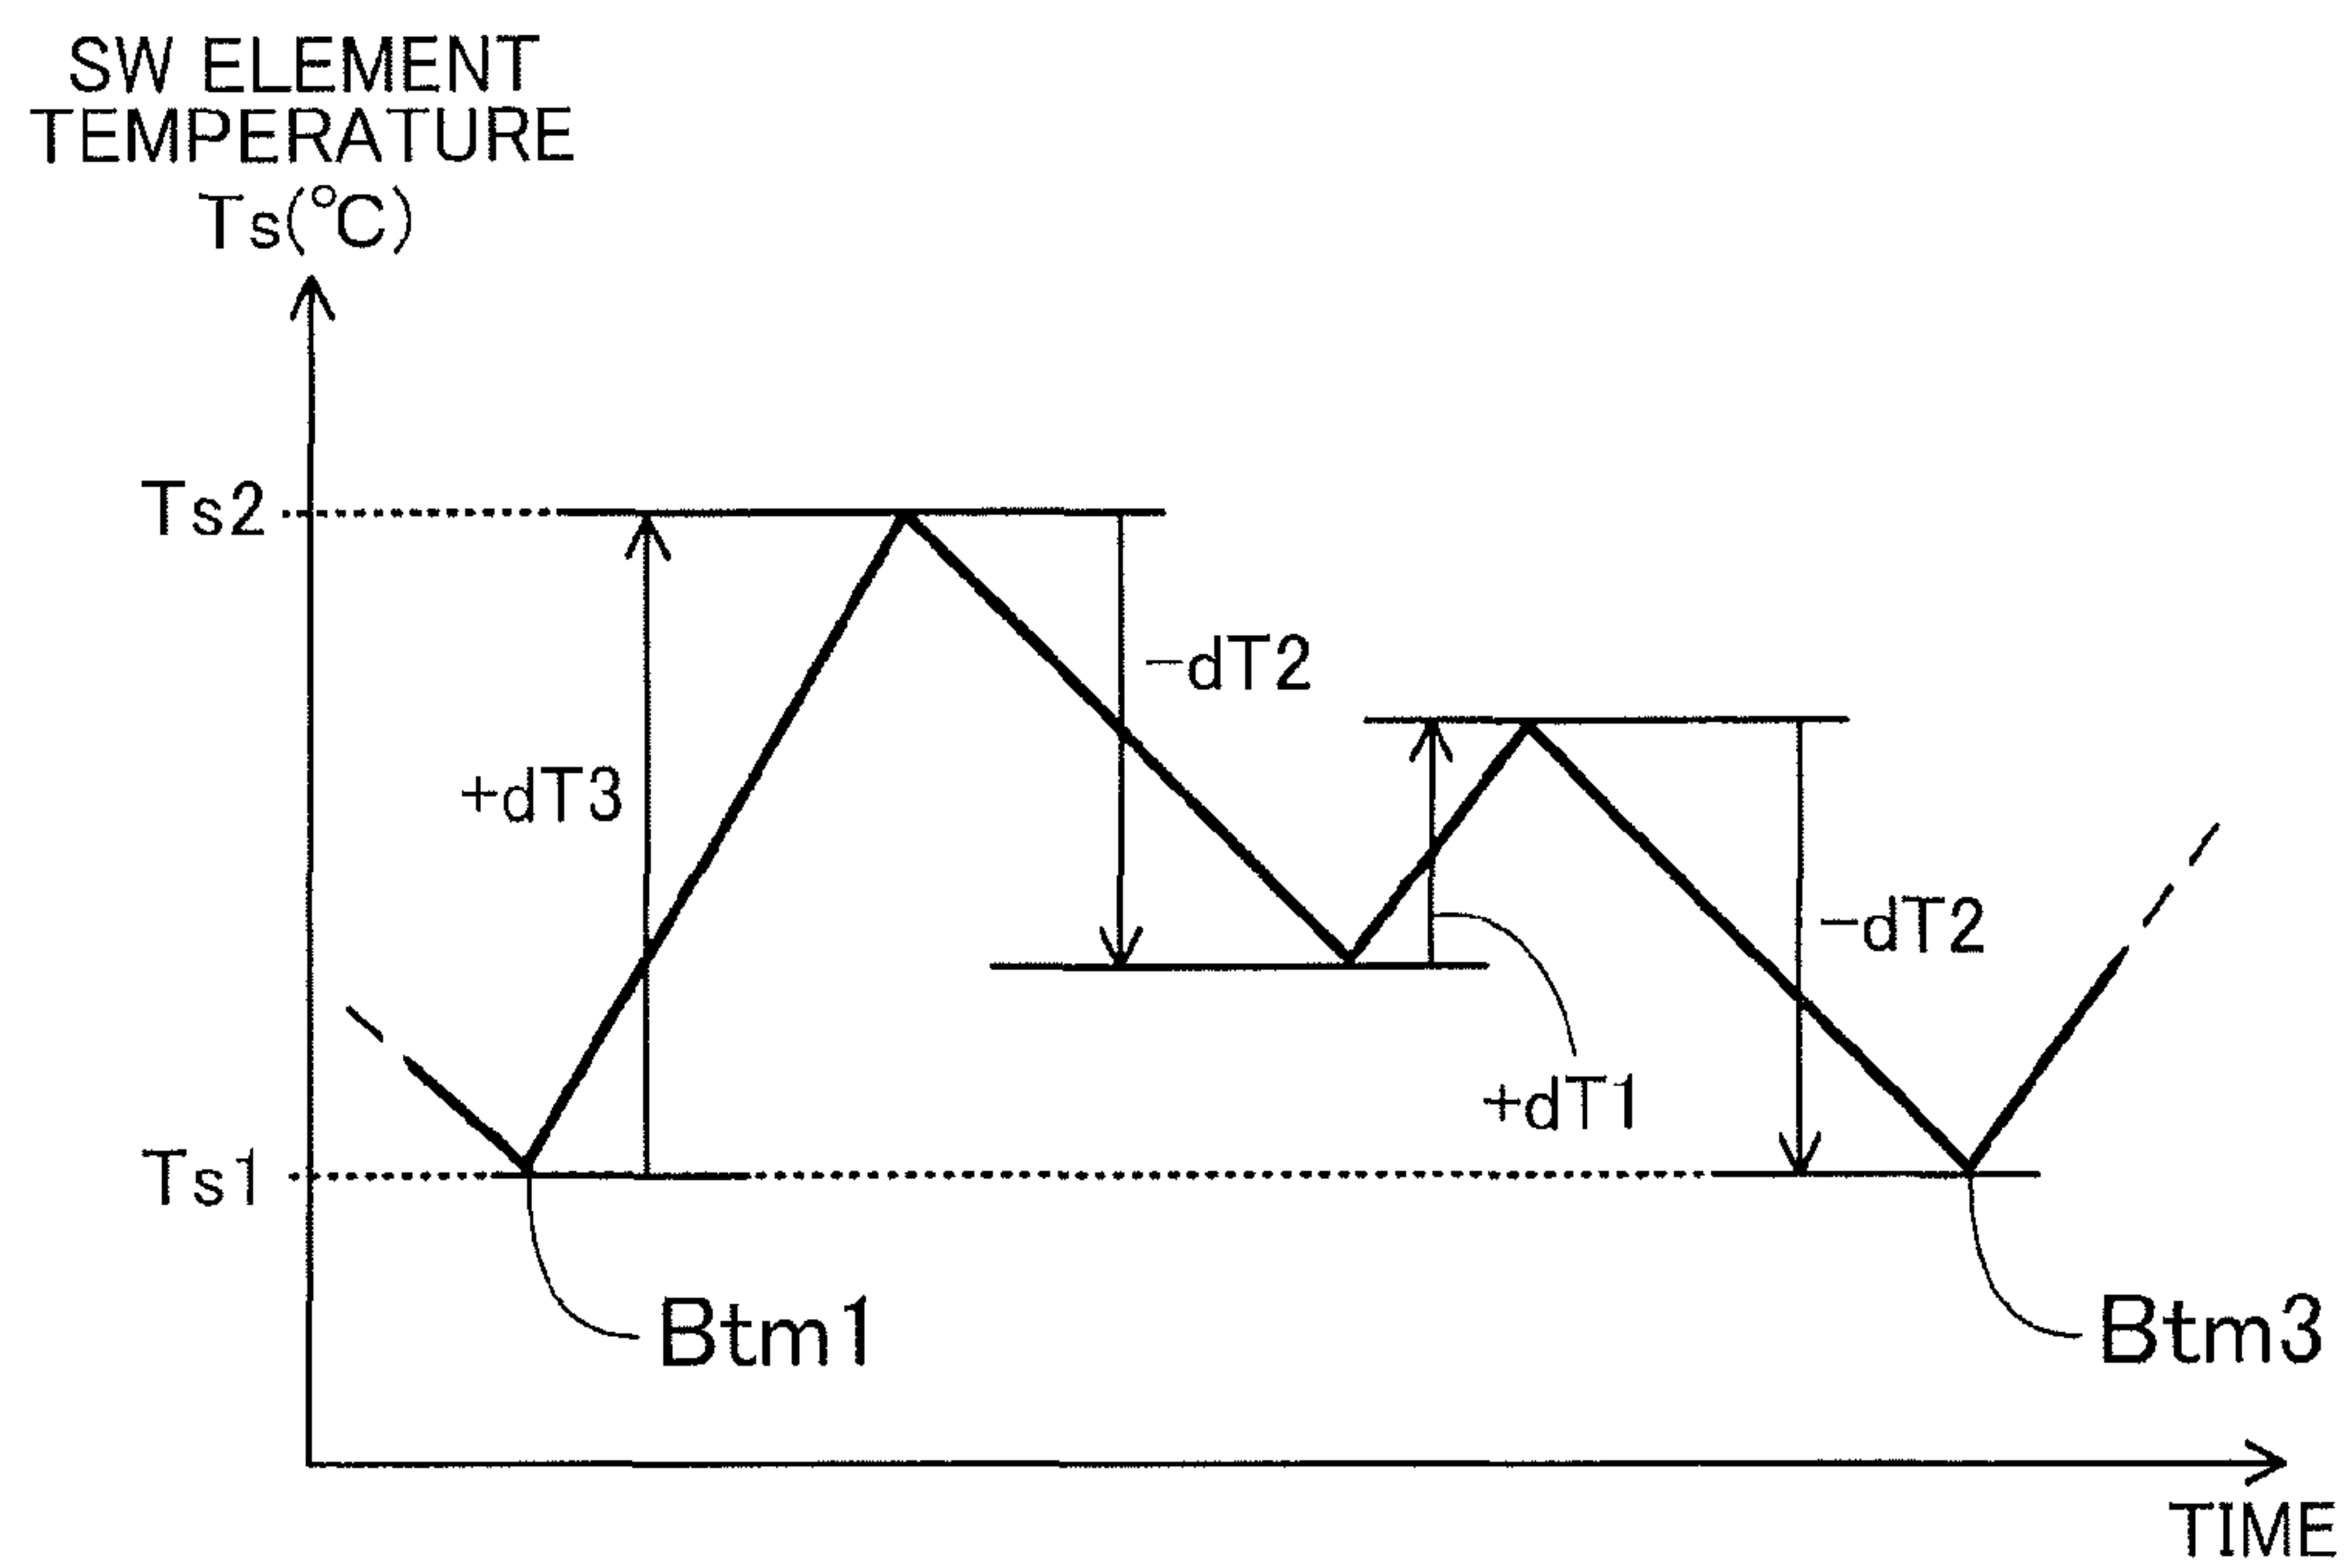 SW ELEMENT
TEMPERATURE
Ts(℃)
Ts2
−dT2
+dT3
−dT2
+dT1
Ts1
Btm1
Btm3
TIME